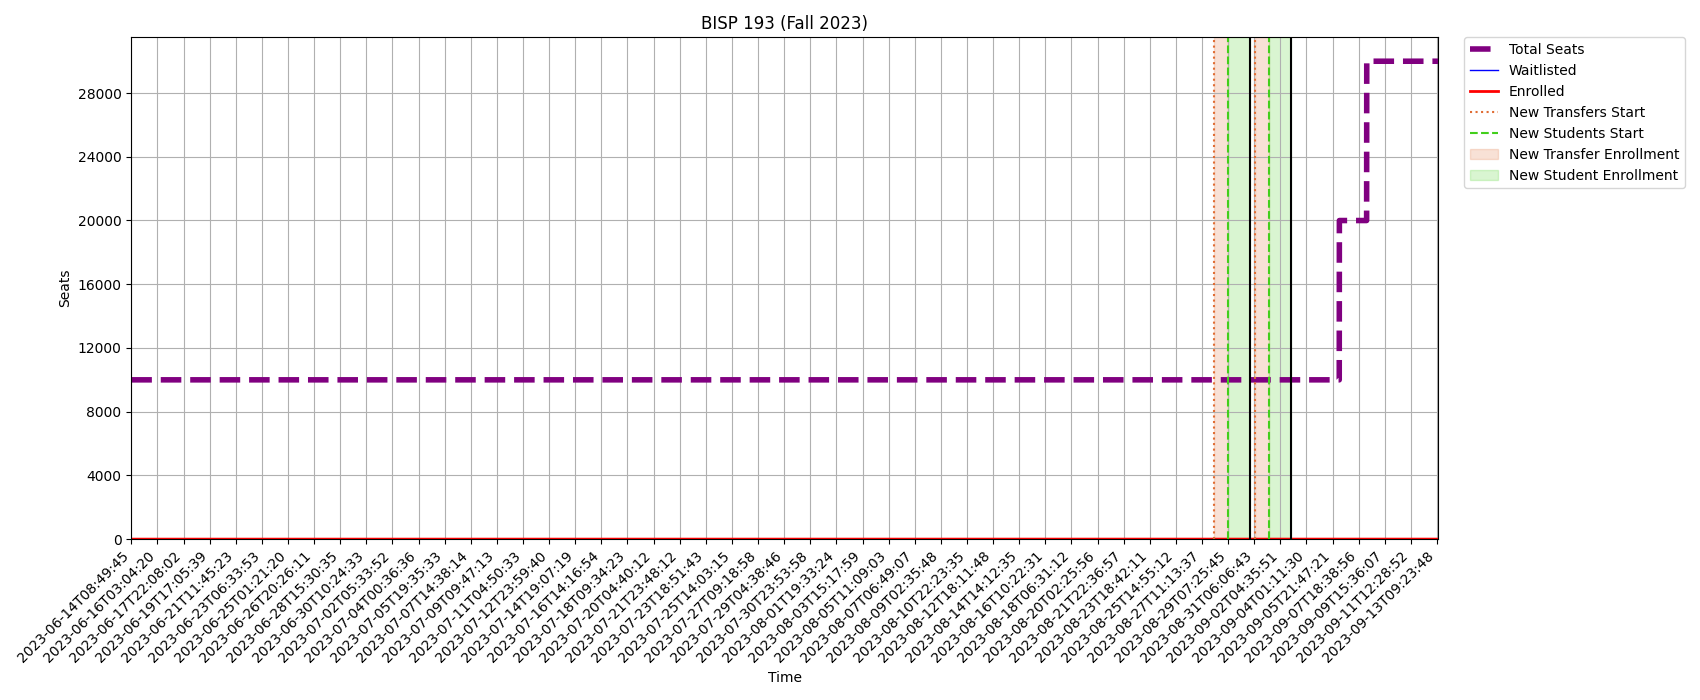 BISP 193 (Fall 2023)
Total Seats
Waitlisted
Enrolled
New Transfers Start
New Students Start
New Transfer Enrollment
New Student Enrollment
Seats
28000
24000
20000
16000
12000
8000
4000
0
2023-06-14T08:49:45
2023-06-16T03:04:20
2023-06-17T22:08:02
2023-06-19T17:05:39
2023-06-21T11:45:23
2023-06-23T06:33:53
2023-06-25T01:21:20
2023-06-26T20:26:11
2023-06-28T15:30:35
2023-06-30T10:24:33
2023-07-02T05:33:52
2023-07-04T00:36:36
2023-07-05T19:35:33
2023-07-07T14:38:14
2023-07-09T09:47:13
2023-07-11T04:50:33
2023-07-12T23:59:40
2023-07-14T19:07:19
2023-07-16T14:16:54
2023-07-18T09:34:23
2023-07-20T04:40:12
2023-07-21T23:48:12
2023-07-23T18:51:43
2023-07-25T14:03:15
2023-07-27T09:18:58
2023-07-29T04:38:46
2023-07-30T23:53:58
2023-08-01T19:33:24
2023-08-03T15:17:59
2023-08-05T11:09:03
2023-08-07T06:49:07
2023-08-09T02:35:48
2023-08-10T22:23:35
2023-08-12T18:11:48
2023-08-14T14:12:35
2023-08-16T10:22:31
2023-08-18T06:31:12
2023-08-20T02:25:56
2023-08-21T22:36:57
2023-08-23T18:42:11
2023-08-25T14:55:12
2023-08-27T11:13:37
2023-08-29T07:25:45
2023-08-31T06:06:43
2023-09-02T04:35:51
2023-09-04T01:11:30
2023-09-05T21:47:21
2023-09-07T18:38:56
2023-09-09T15:36:07
2023-09-11T12:28:52
2023-09-13T09:23:48
Time